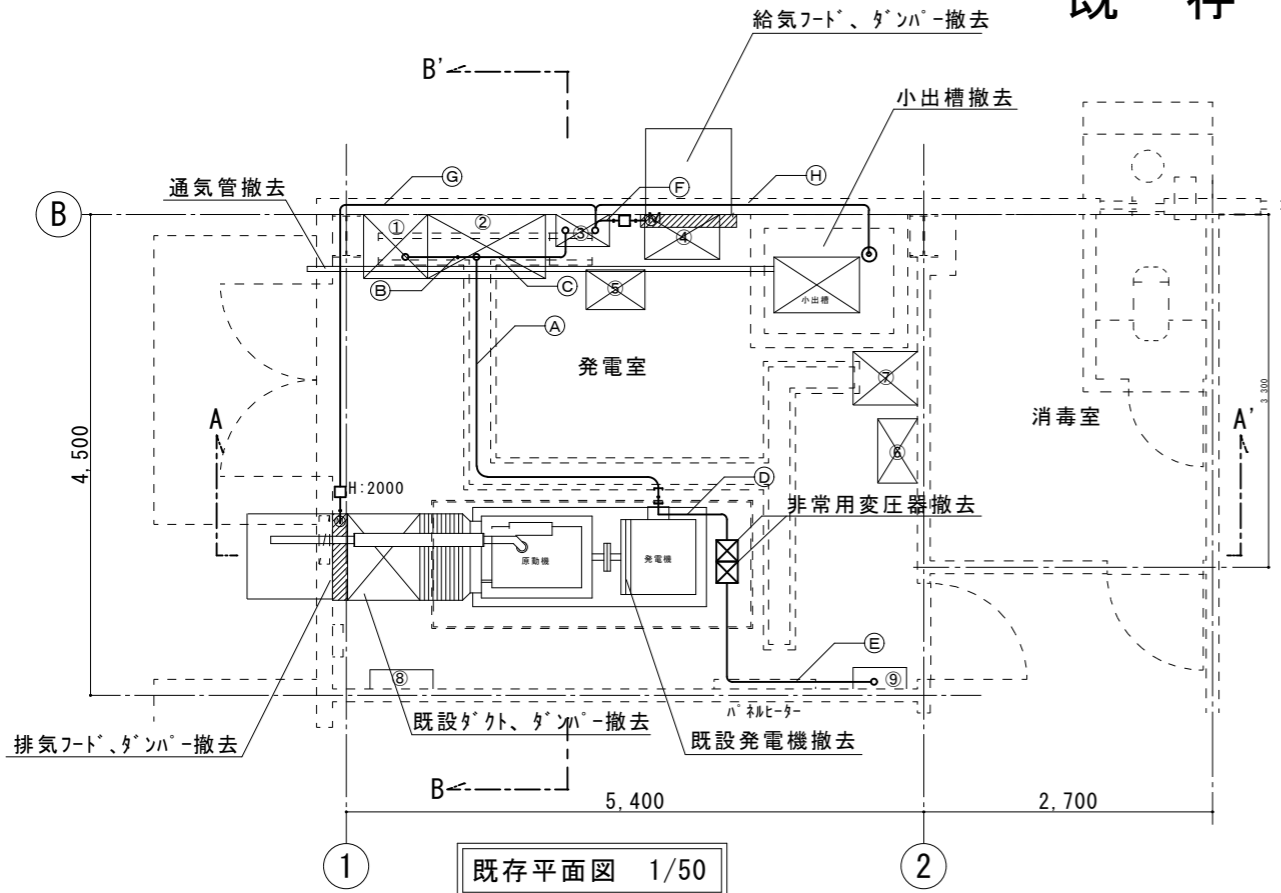 既 存
給気フード、ダンパー撤去
B'
小出槽撤去
通気管撤去
Ⓖ
Ⓕ
Ⓗ
B
①
②
③
④
Ⓑ
Ⓒ
⑤
小出槽
Ⓐ
発電室
⑦
消毒室
3,300
A
A'
4,500
⑥
H:2000
Ⓓ
非常用変圧器撤去
原動機
発電機
Ⓔ
⑧
⑨
パネルヒーター
既設ダクト、ダンパー撤去
既設発電機撤去
排気フード、ダンパー撤去
B
5,400
2,700
1
2
既存平面図 1/50